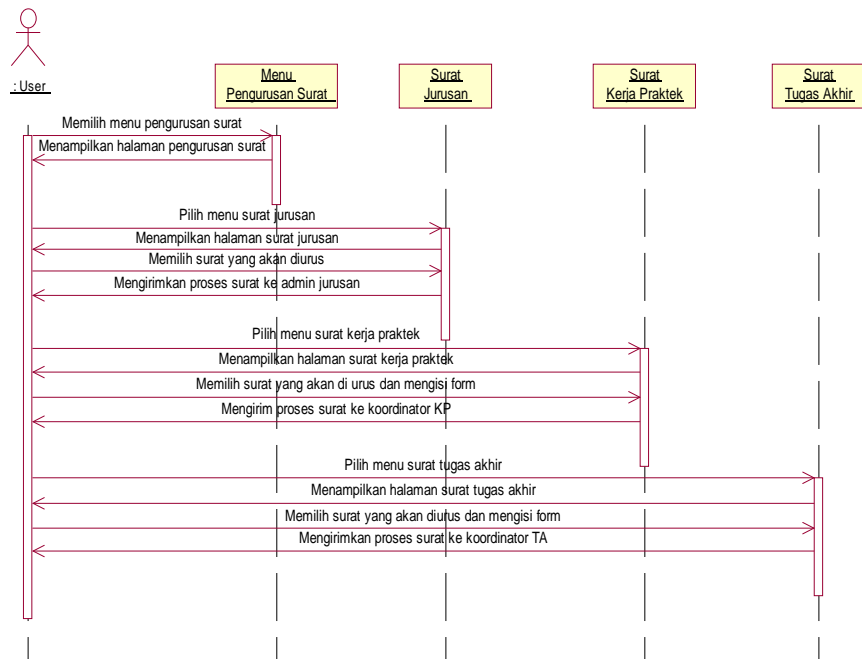 : User
Menu
Pengurusan Surat
Surat
Jurusan
Surat
Kerja Praktek
Surat
Tugas Akhir
Memilih menu pengurusan surat
Menampilkan halaman pengurusan surat
Pilih menu surat jurusan
Menampilkan halaman surat jurusan
Memilih surat yang akan diurus
Mengirimkan proses surat ke admin jurusan
Pilih menu surat kerja praktek
Menampilkan halaman surat kerja praktek
Memilih surat yang akan di urus dan mengisi form
Mengirim proses surat ke koordinator KP
Pilih menu surat tugas akhir
Menampilkan halaman surat tugas akhir
Memilih surat yang akan diurus dan mengisi form
Mengirimkan proses surat ke koordinator TA